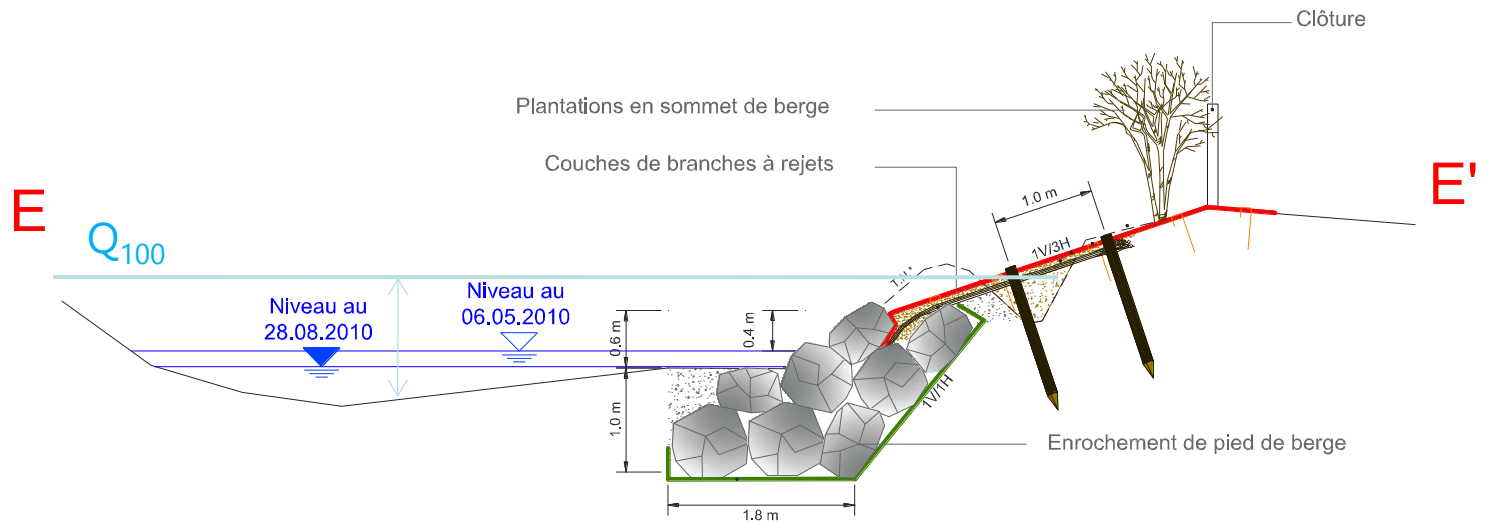 Clôture
Plantations en sommet de berge
Couches de branches à rejets
E
E'
1.0 m
Q100
1V/3H
T.N *
Niveau au
28.08.2010
Niveau au
06.05.2010
0.6 m
0.4 m
1.0 m
1V/1H
Enrochement de pied de berge
1.8 m